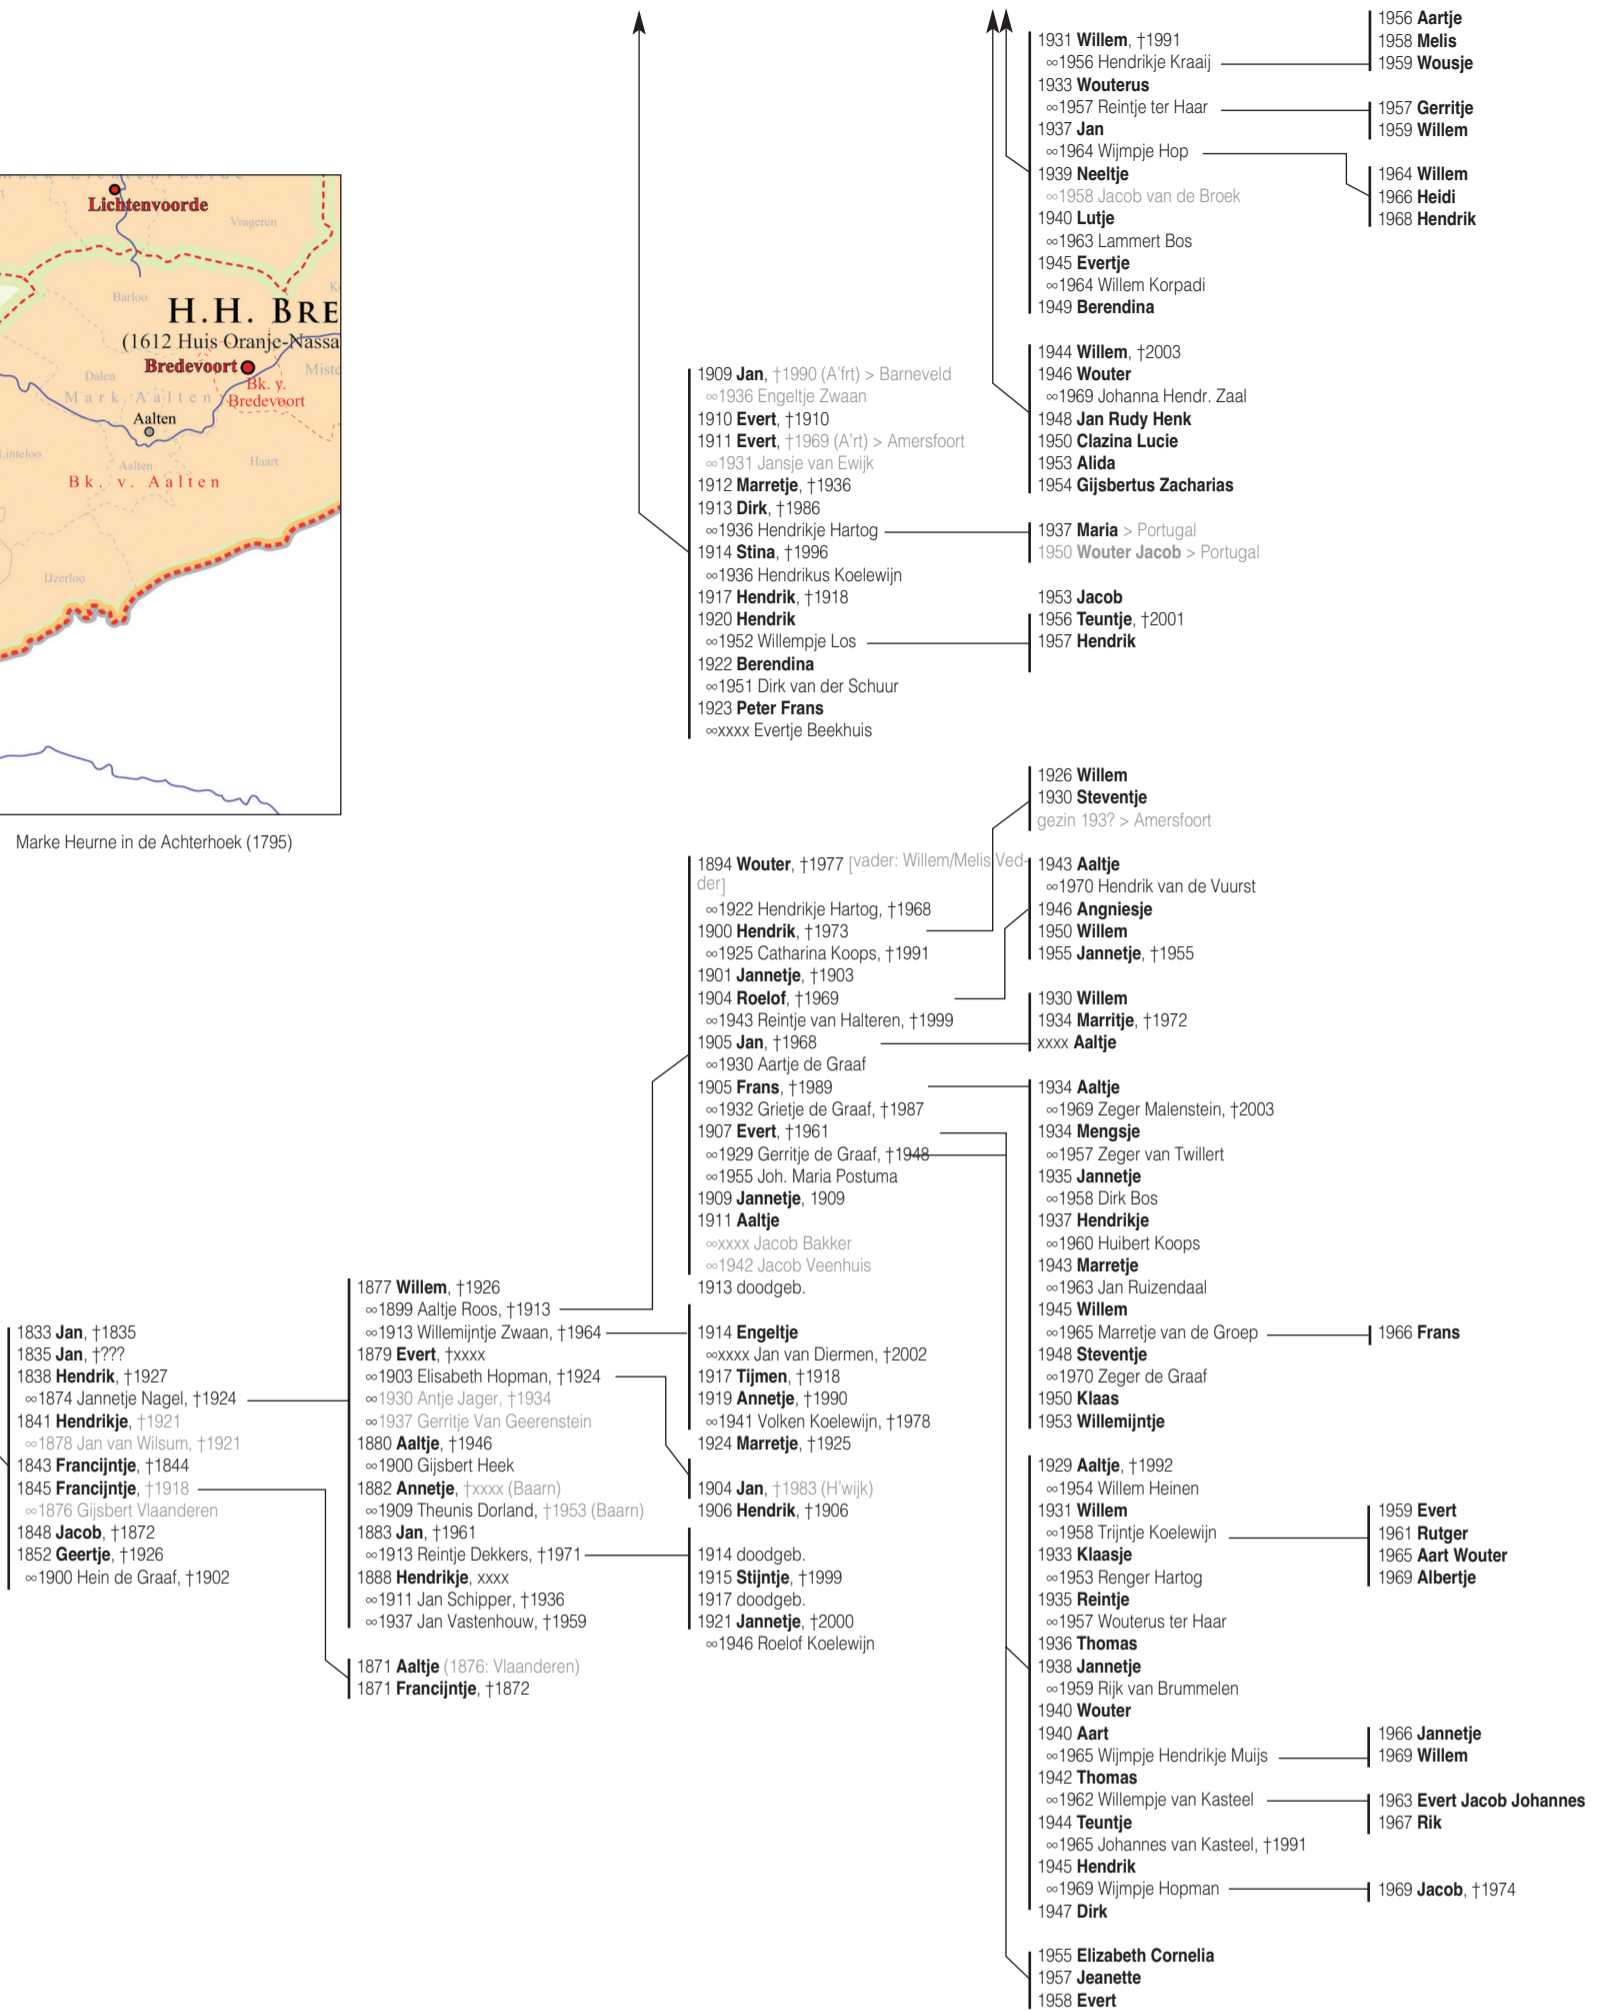 Mark Lichtenvoorde
Lichtenvoorde
Vrageren
Barloo
H.H. BRE
(1612 Huis Oranje-Nassa
Bredevoort
Dalen
Miste
Bk. v.
Bredevoort
Mark Aalten
Aalten
Linteloo
Aalten
Haart
Bk. v. Aalten
IJzerloo
Marke Heurne in de Achterhoek (1795)
1833 Jan, †1835
1835 Jan, †???
1838 Hendrik, †1927
∞1874 Jannetje Nagel, †1924
1841 Hendrikje, †1921
∞1878 Jan van Wilsum, †1921
1843 Francijntje, †1844
1845 Francijntje, †1918
∞1876 Gijsbert Vlaanderen
1848 Jacob, †1872
1852 Geertje, †1926
∞1900 Hein de Graaf, †1902
1877 Willem, †1926
∞1899 Aaltje Roos, †1913
∞1913 Willemijntje Zwaan, †1964
1879 Evert, †xxxx
∞1903 Elisabeth Hopman, †1924
∞1930 Antje Jager, †1934
∞1937 Gerritje Van Geerenstein
1880 Aaltje, †1946
∞1900 Gijsbert Heek
1882 Annetje, †xxxx (Baarn)
∞1909 Theunis Dorland, †1953 (Baarn)
1883 Jan, †1961
∞1913 Reintje Dekkers, †1971
1888 Hendrikje, xxxx
∞1911 Jan Schipper, †1936
∞1937 Jan Vastenhouw, †1959
1871 Aaltje (1876: Vlaanderen)
1871 Francijntje, †1872
1909 Jan, †1990 (A'frt) > Barneveld
∞1936 Engeltje Zwaan
1910 Evert, †1910
1911 Evert, †1969 (A'rt) > Amersfoort
∞1931 Jansje van Ewijk
1912 Marretje, †1936
1913 Dirk, †1986
∞1936 Hendrikje Hartog
1914 Stina, †1996
∞1936 Hendrikus Koelewijn
1917 Hendrik, †1918
1920 Hendrik
∞1952 Willempje Los
1922 Berendina
∞1951 Dirk van der Schuur
1923 Peter Frans
∞xxxx Evertje Beekhuis
1894 Wouter, †1977 [vader: Willem/Melis Ved-
der]
∞1922 Hendrikje Hartog, †1968
1900 Hendrik, †1973
∞1925 Catharina Koops, †1991
1901 Jannetje, †1903
1904 Roelof, †1969
∞1943 Reintje van Halteren, †1999
1905 Jan, †1968
∞1930 Aartje de Graaf
1905 Frans, †1989
∞1932 Grietje de Graaf, †1987
1907 Evert, †1961
∞1929 Gerritje de Graaf, †1948
∞1955 Joh. Maria Postuma
1909 Jannetje, 1909
1911 Aaltje
∞xxxx Jacob Bakker
∞1942 Jacob Veenhuis
1913 doodgeb.
1914 Engeltje
∞xxxx Jan van Diermen, †2002
1917 Tijmen, †1918
1919 Annetje, †1990
∞1941 Volken Koelewijn, †1978
1924 Marretje, †1925
1904 Jan, †1983 (H'wijk)
1906 Hendrik, †1906
1914 doodgeb.
1915 Stijntje, †1999
1917 doodgeb.
1921 Jannetje, †2000
∞1946 Roelof Koelewijn
1931 Willem, †1991
∞1956 Hendrikje Kraaij
1933 Wouterus
∞1957 Reintje ter Haar
1937 Jan
∞1964 Wijmpje Hop
1939 Neeltje
∞1958 Jacob van de Broek
1940 Lutje
∞1963 Lammert Bos
1945 Evertje
∞1964 Willem Korpadi
1949 Berendina
1944 Willem, †2003
1946 Wouter
∞1969 Johanna Hendr. Zaal
1948 Jan Rudy Henk
1950 Clazina Lucie
1953 Alida
1954 Gijsbertus Zacharias
1937 Maria > Portugal
1950 Wouter Jacob > Portugal
1953 Jacob
1956 Teuntje, †2001
1957 Hendrik
1926 Willem
1930 Steventje
gezin 193? > Amersfoort
1943 Aaltje
∞1970 Hendrik van de Vuurst
1946 Angniesje
1950 Willem
1955 Jannetje, †1955
1930 Willem
1934 Marritje, †1972
xxxx Aaltje
1934 Aaltje
∞1969 Zeger Malenstein, †2003
1934 Mengsje
∞1957 Zeger van Twillert
1935 Jannetje
∞1958 Dirk Bos
1937 Hendrikje
∞1960 Huibert Koops
1943 Marretje
∞1963 Jan Ruizendaal
1945 Willem
∞1965 Marretje van de Groep
1948 Steventje
∞1970 Zeger de Graaf
1950 Klaas
1953 Willemijntje
1929 Aaltje, †1992
∞1954 Willem Heinen
1931 Willem
∞1958 Trijntje Koelewijn
1933 Klaasje
∞1953 Renger Hartog
1935 Reintje
∞1957 Wouterus ter Haar
1936 Thomas
1938 Jannetje
∞1959 Rijk van Brummelen
1940 Wouter
1940 Aart
∞1965 Wijmpje Hendrikje Muijs
1942 Thomas
∞1962 Willempje van Kasteel
1944 Teuntje
∞1965 Johannes van Kasteel, †1991
1945 Hendrik
∞1969 Wijmpje Hopman
1947 Dirk
1955 Elizabeth Cornelia
1957 Jeanette
1958 Evert
1956 Aartje
1958 Melis
1959 Wousje
1957 Gerritje
1959 Willem
1964 Willem
1966 Heidi
1968 Hendrik
1966 Frans
1959 Evert
1961 Rutger
1965 Aart Wouter
1969 Albertje
1966 Jannetje
1969 Willem
1963 Evert Jacob Johannes
1967 Rik
1969 Jacob, †1974